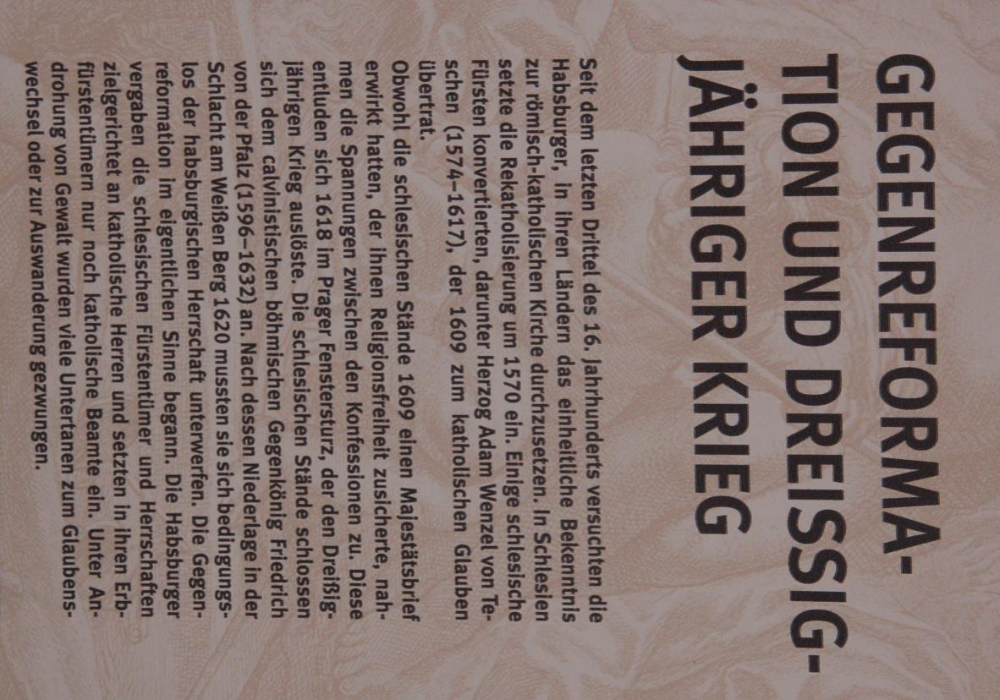 GEGENREFORMA-
TION UND DREISSIG-
JÄHRIGER KRIEG
Seit dem letzten Drittel des 16. Jahrhunderts versuchten die
Habsburger, in ihren Ländern das einheitliche Bekenntnis
zur römisch-katholischen Kirche durchzusetzen. In Schlesien
setzte die Rekatholisierung um 1570 ein. Einige schlesische
Fürsten konvertierten, darunter Herzog Adam Wenzel von Te-
schen (1574–1617), der 1609 zum katholischen Glauben
übertrat.
Obwohl die schlesischen Stände 1609 einen Majestätsbrief
erwirkt hatten, der ihnen Religionsfreiheit zusicherte, nah-
men die Spannungen zwischen den Konfessionen zu. Diese
entluden sich 1618 im Prager Fenstersturz, der den Dreißig-
jährigen Krieg auslöste. Die schlesischen Stände schlossen
sich dem calvinistischen böhmischen Gegenkönig Friedrich
von der Pfalz (1596–1632) an. Nach dessen Niederlage in der
Schlacht am Weißen Berg 1620 mussten sie sich bedingungs-
los der habsburgischen Herrschaft unterwerfen. Die Gegen-
reformation im eigentlichen Sinne begann. Die Habsburger
vergaben die schlesischen Fürstentümer und Herrschaften
zielgerichtet an katholische Herren und setzten in ihren Erb-
fürstentümern nur noch katholische Beamte ein. Unter An-
drohung von Gewalt wurden viele Untertanen zum Glaubens-
wechsel oder zur Auswanderung gezwungen.